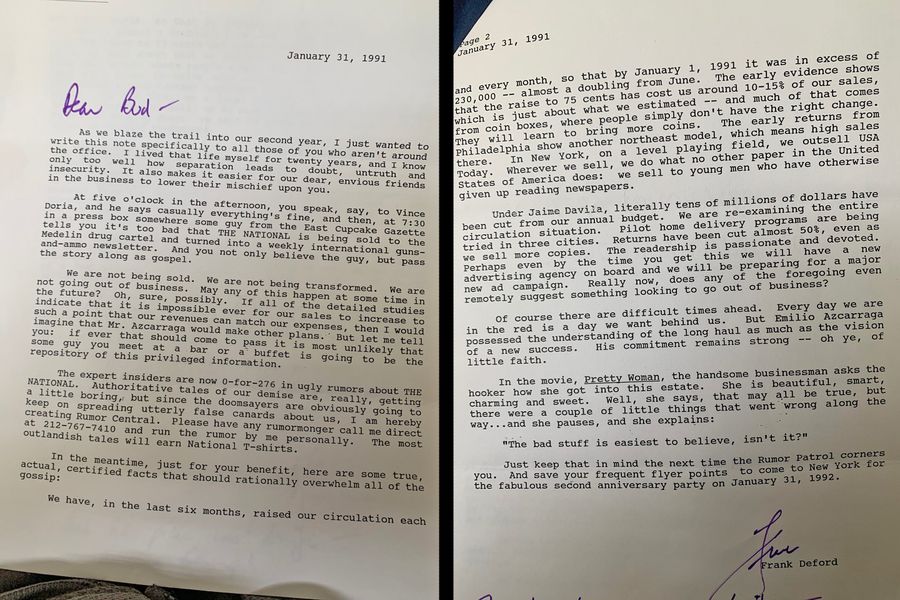 January 31, 1991
Dear Bud —
As we blaze the trail into our second year, I just wanted to
write this note specifically to all those of you who aren't around
the office. I lived that life myself for twenty years, and I know
only too well how separation leads to doubt, untruth and
insecurity. It also makes it easier for our dear, envious friends
in the business to lower their mischief upon you.
At five o'clock in the afternoon, you speak, say, to Vince
Doria, and he says casually everything's fine, and then, at 7:30
in a press box somewhere some guy from the East Cupcake Gazette
tells you it's too bad that THE NATIONAL is being sold to the
Medelin drug cartel and turned into a weekly international guns-
and-ammo newsletter. And you not only believe the guy, but pass
the story along as gospel.
We are not being sold. We are not being transformed. We are
not going out of business. May any of this happen at some time in
the future? Oh, sure, possibly. If all of the detailed studies
indicate that it is impossible ever for our sales to increase to
such a point that our revenues can match our expenses, then I would
imagine that Mr. Azcarraga would make other plans. But let me tell
you: if ever that should come to pass it is most unlikely that
some guy you meet at a bar or a buffet is going to be the
repository of this privileged information.
The expert insiders are now 0-for-276 in ugly rumors about THE
NATIONAL. Authoritative tales of our demise are, really, getting
a little boring, but since the doomsayers are obviously going to
keep on spreading utterly false canards about us, I am hereby
creating Rumor Central. Please have any rumormonger call me direct
at 212-767-7410 and run the rumor by me personally. The most
outlandish tales will earn National T-shirts.
In the meantime, just for your benefit, here are some true,
actual, certified facts that should rationally overwhelm all of the
gossip:
We have, in the last six months, raised our circulation each
Page 2
January 31, 1991
and every month, so that by January 1, 1991 it was in excess of
230,000 -- almost a doubling from June. The early evidence shows
that the raise to 75 cents has cost us around 10-15% of our sales,
which is just about what we estimated -- and much of that comes
from coin boxes, where people simply don't have the right change.
They will learn to bring more coins. The early returns from
Philadelphia show another northeast model, which means high sales
there. In New York, on a level playing field, we outsell USA
Today. Wherever we sell, we do what no other paper in the United
States of America does: we sell to young men who have otherwise
given up reading newspapers.
Under Jaime Davila, literally tens of millions of dollars have
been cut from our annual budget. We are re-examining the entire
circulation situation. Pilot home delivery programs are being
tried in three cities. Returns have been cut almost 50%, even as
we sell more copies. The readership is passionate and devoted.
Perhaps even by the time you get this we will have a new
advertising agency on board and we will be preparing for a major
new ad campaign. Really now, does any of the foregoing even
remotely suggest something looking to go out of business?
Of course there are difficult times ahead. Every day we are
in the red is a day we want behind us. But Emilio Azcarraga
possessed the understanding of the long haul as much as the vision
of a new success. His commitment remains strong -- oh ye, of
little faith.
In the movie, Pretty Woman, the handsome businessman asks the
hooker how she got into this estate. She is beautiful, smart,
charming and sweet. Well, she says, that may all be true, but
there were a couple of little things that went wrong along the
way...and she pauses, and she explains:
"The bad stuff is easiest to believe, isn't it?"
Just keep that in mind the next time the Rumor Patrol corners
you. And save your frequent flyer points to come to New York for
the fabulous second anniversary party on January 31, 1992.
Frank Deford